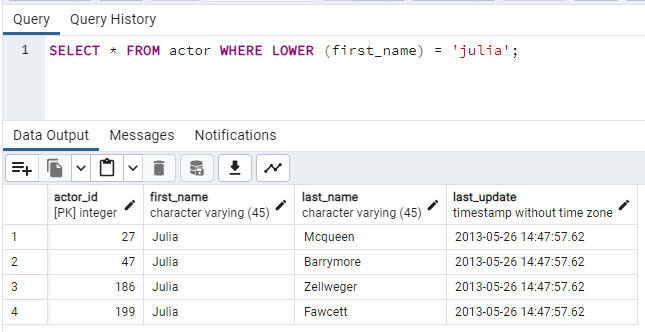 Query Query History
1 SELECT * FROM actor WHERE LOWER (first_name) = 'julia';
Data Output Messages Notifications
actor_id first_name last_name last_update
[PK] integer character varying (45) character varying (45) timestamp without time zone
1 27 Julia Mcqueen 2013-05-26 14:47:57.62
2 47 Julia Barrymore 2013-05-26 14:47:57.62
3 186 Julia Zellweger 2013-05-26 14:47:57.62
4 199 Julia Fawcett 2013-05-26 14:47:57.62